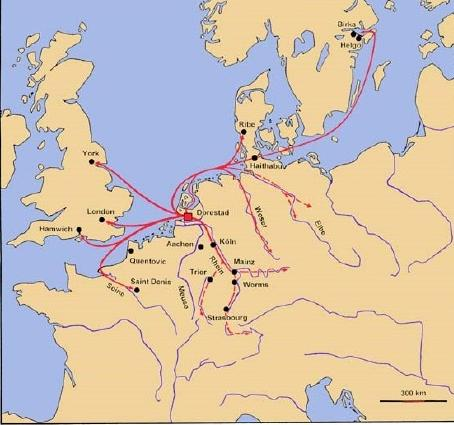 Birka
Helgo
Ribe
Haithabu
York
London
Hamwich
Dorestad
Weser
Elbe
Quentovic
Aachen
Köln
Mainz
Rhein
Trier
Worms
Saint Denis
Seine
Meuse
Strasbourg
300 km